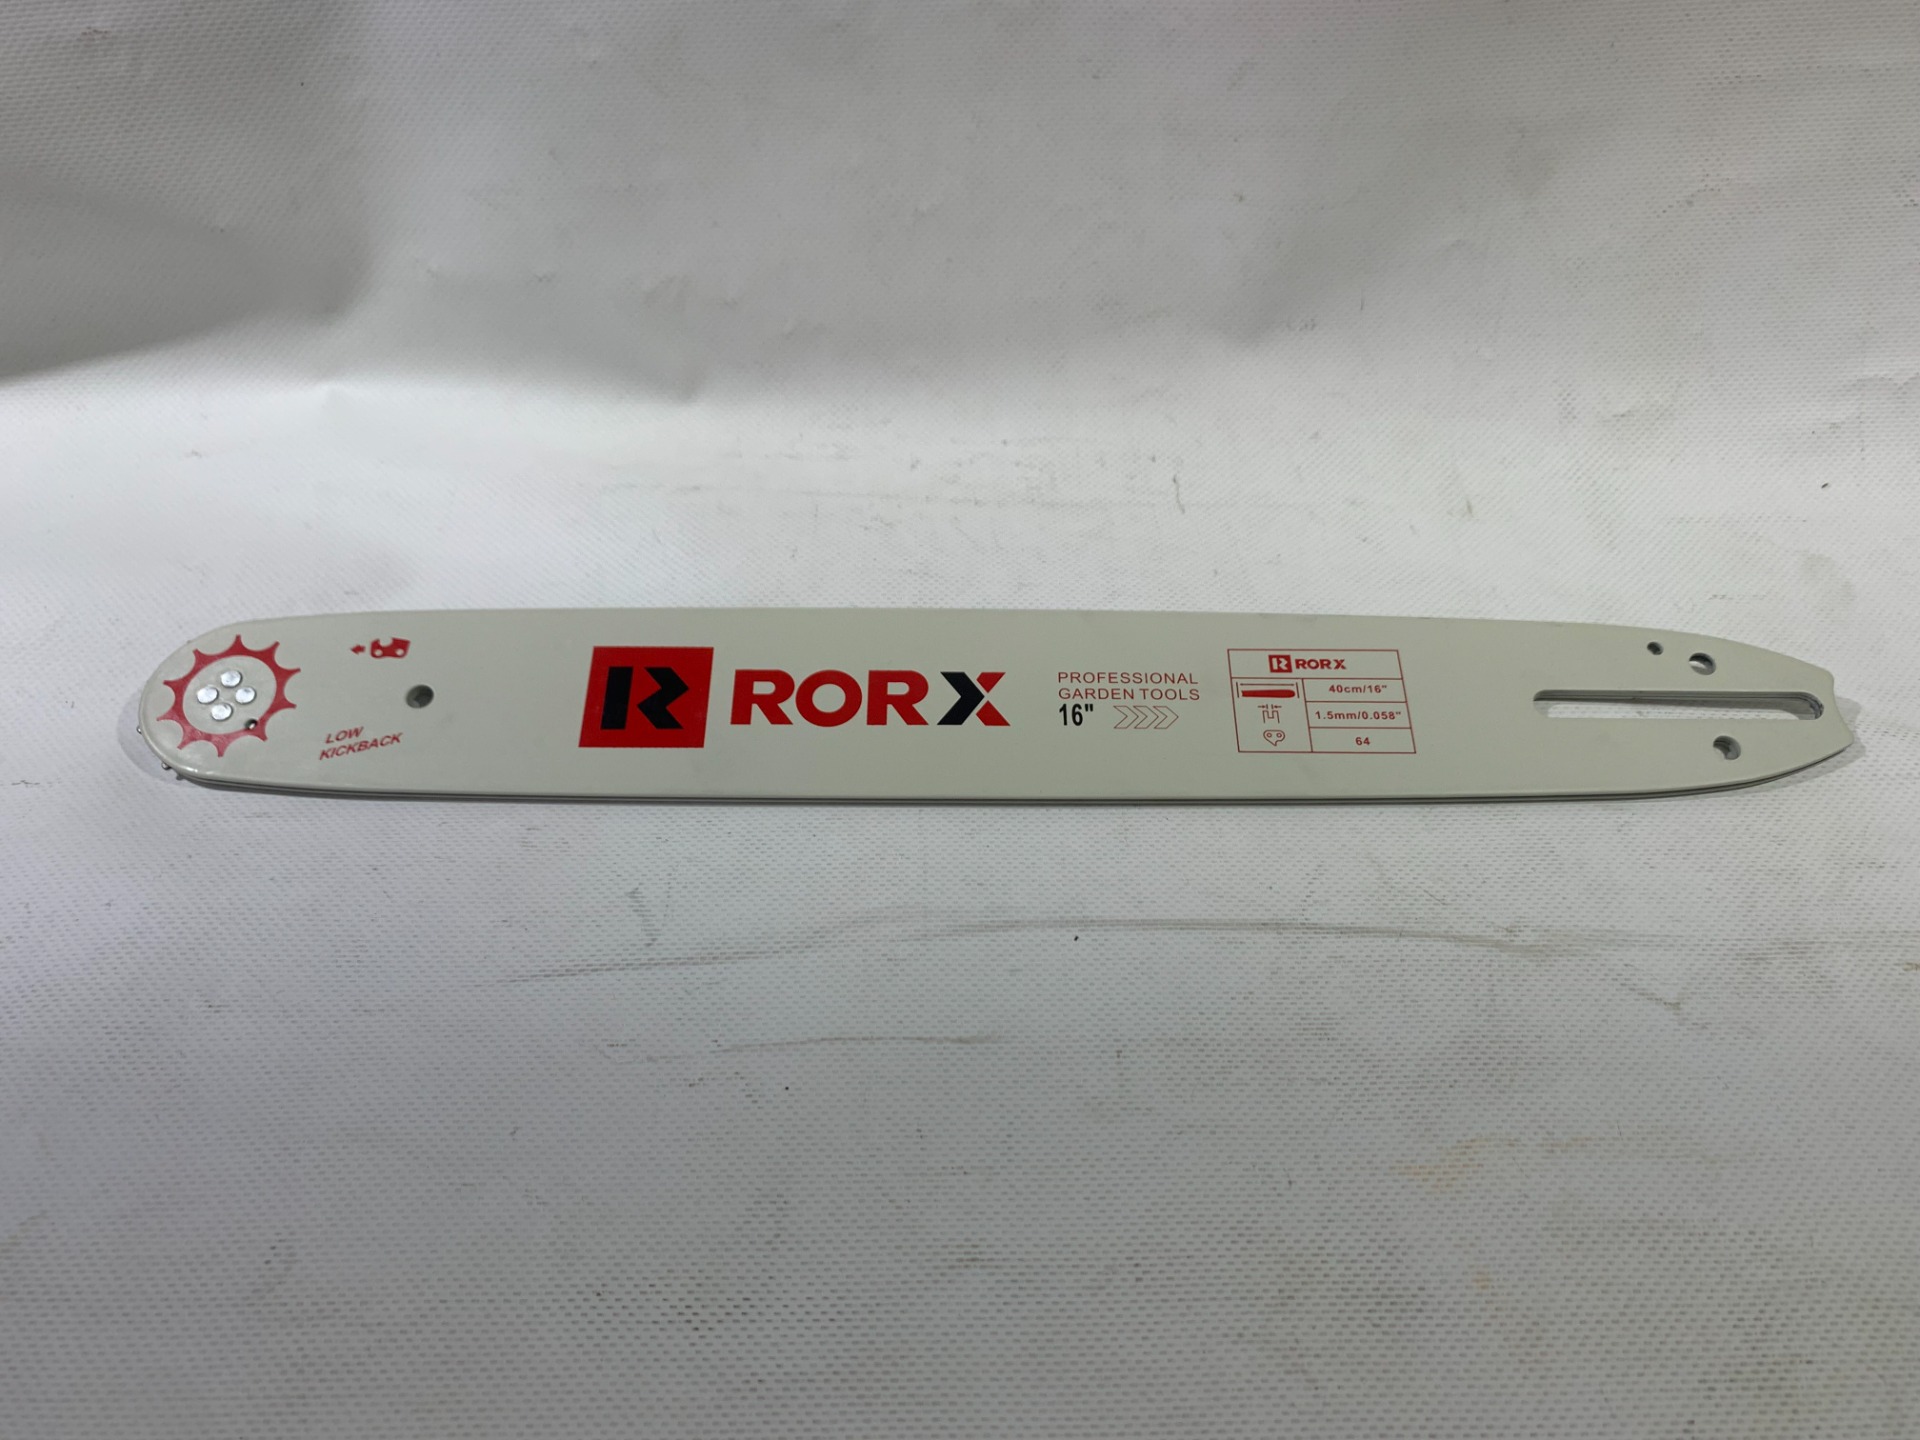 LOW
KICKBACK
R RORX
PROFESSIONAL
GARDEN TOOLS
16"
R RORX
40cm/16"
1.5mm/0.058"
64